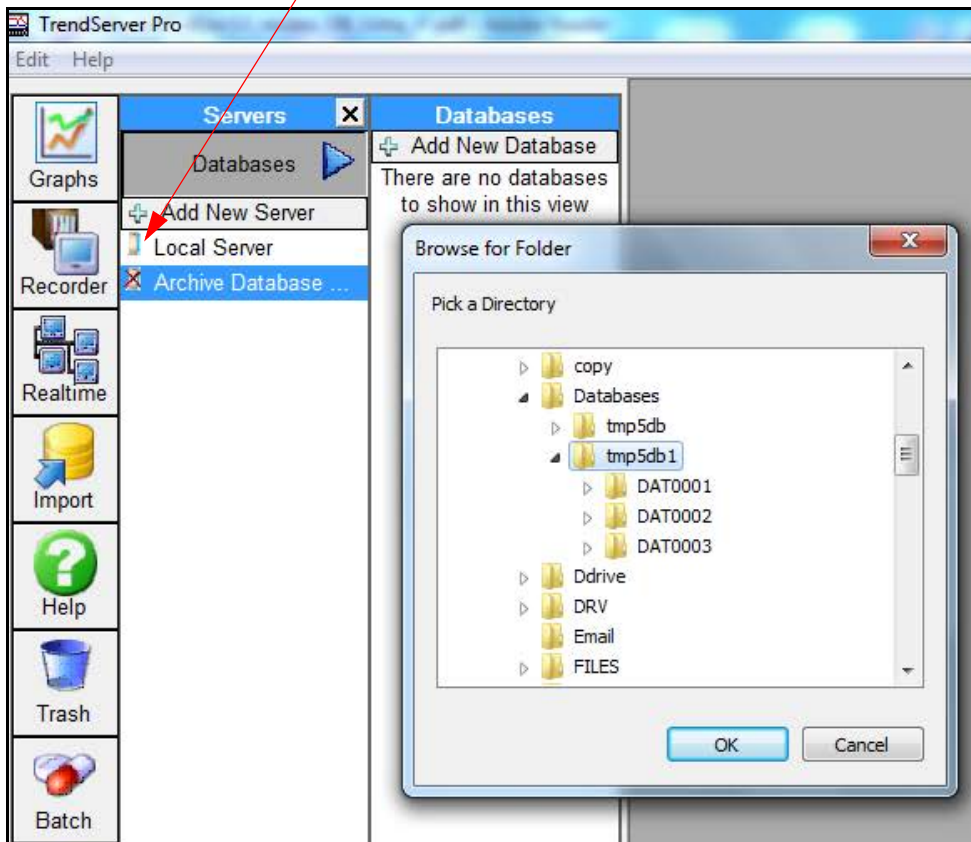 TrendServer Pro
Edit Help
Graphs
Recorder
Realtime
Import
Help
Trash
Batch
Servers
Databases
Add New Server
Local Server
Archive Database ...
Databases
Add New Database
There are no databases
to show in this view
Browse for Folder
Pick a Directory
copy
Databases
tmp5db
tmp5db1
DAT0001
DAT0002
DAT0003
Ddrive
DRV
Email
FILES
OK Cancel